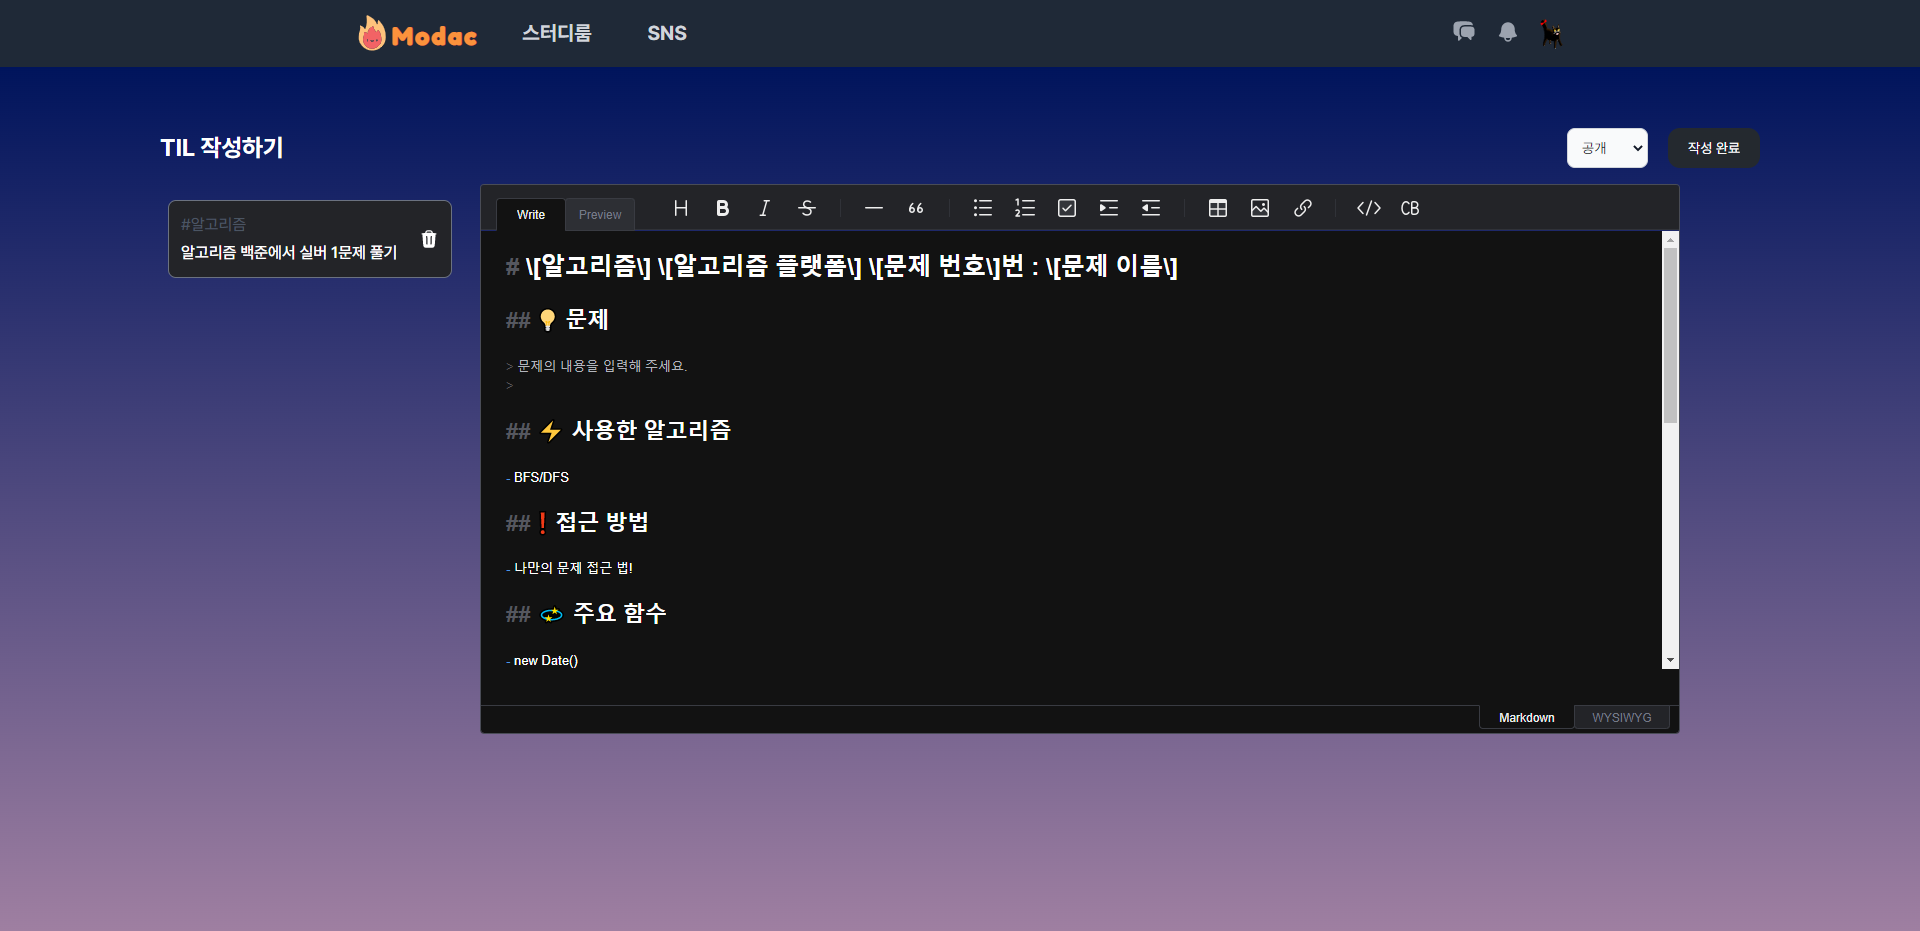 Modac 스터디룸 SNS
TIL 작성하기
공개
작성 완료
#알고리즘
알고리즘 백준에서 실버 1문제 풀기
Write Preview
H B I S 66 CB
# \[알고리즘\] \[알고리즘 플랫폼\] \[문제 번호\]번 : \[문제 이름\]
## 💡 문제
> 문제의 내용을 입력해 주세요.
>
## ⚡ 사용한 알고리즘
- BFS/DFS
## ❗ 접근 방법
- 나만의 문제 접근 법!
## 💫 주요 함수
- new Date()
Markdown WYSIWYG